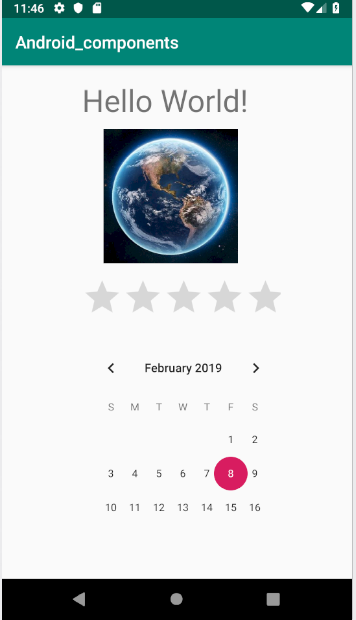 11:46
Android_components
Hello World!
February 2019
S M T W T F S
1 2
3 4 5 6 7 8 9
10 11 12 13 14 15 16